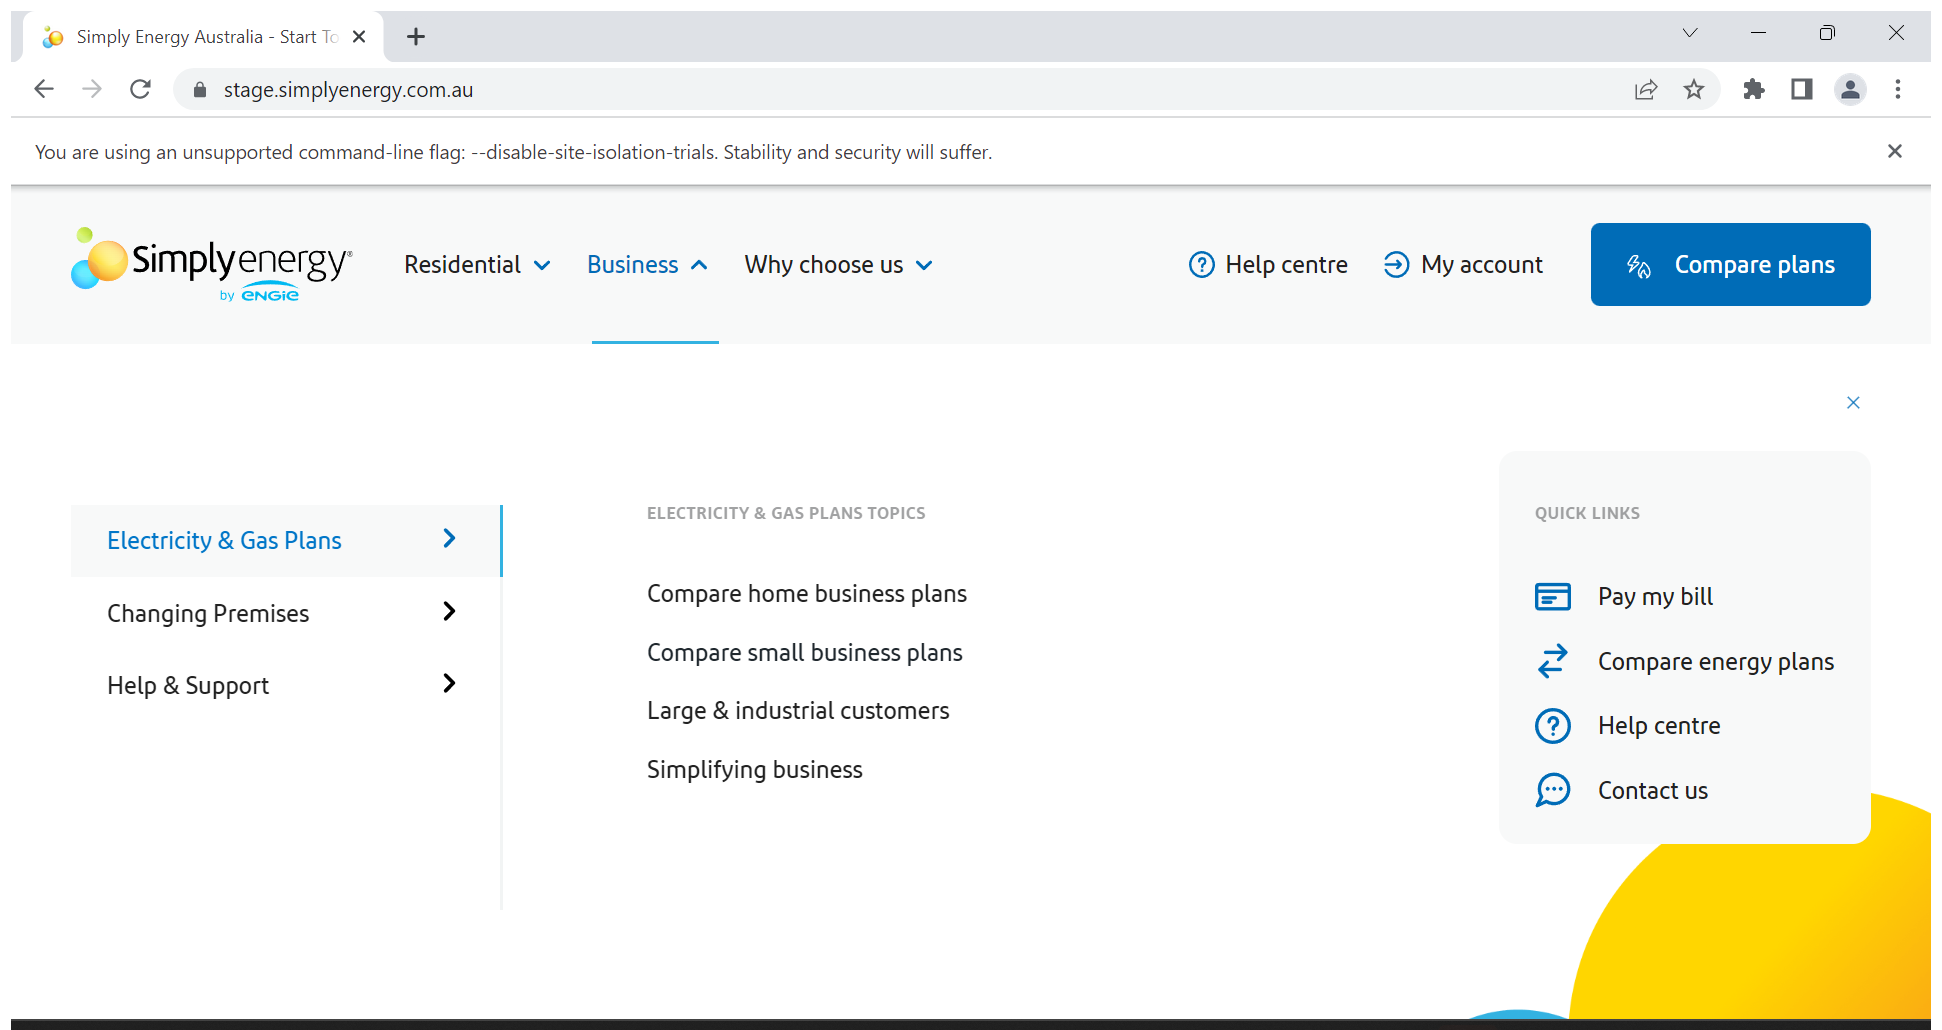 Simply Energy Australia - Start To
stage.simplyenergy.com.au
You are using an unsupported command-line flag: --disable-site-isolation-trials. Stability and security will suffer.
Simplyenergy®
by ENGIE
Residential
Business
Why choose us
Help centre
My account
Compare plans
Electricity & Gas Plans
Changing Premises
Help & Support
ELECTRICITY & GAS PLANS TOPICS
Compare home business plans
Compare small business plans
Large & industrial customers
Simplifying business
QUICK LINKS
Pay my bill
Compare energy plans
Help centre
Contact us